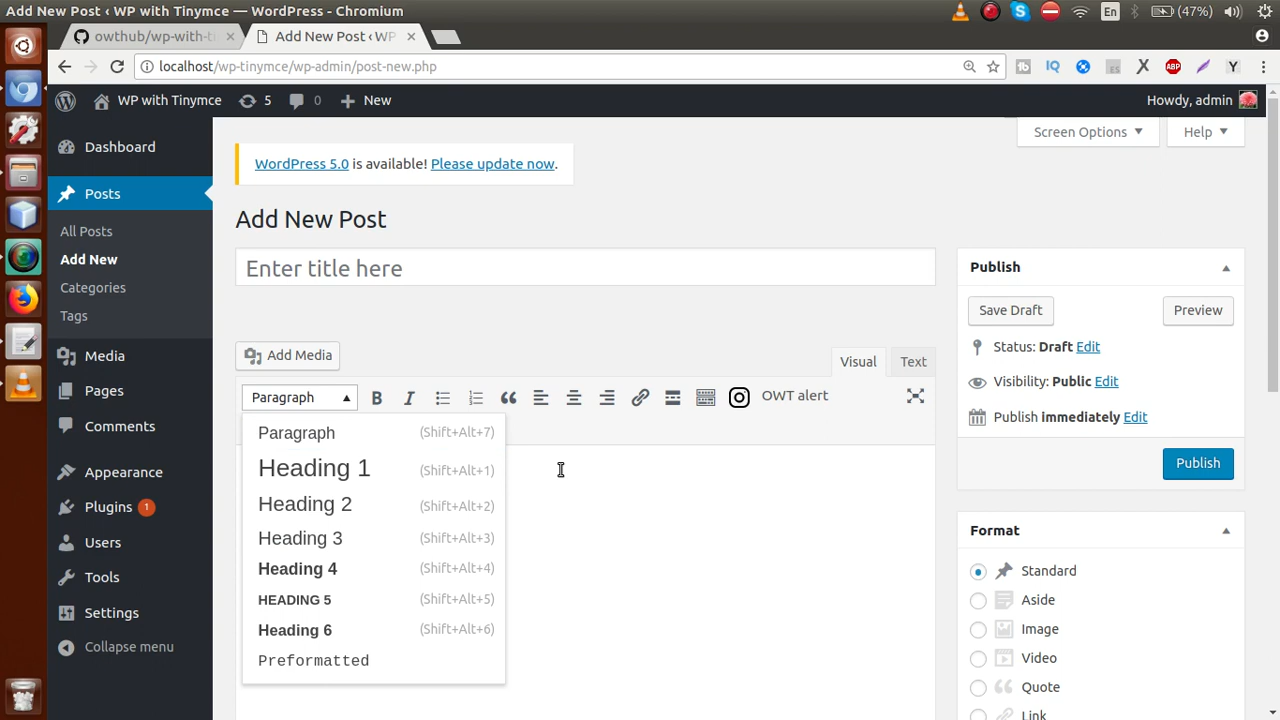 Add New Post ‹ WP with Tinymce — WordPress - Chromium
En
(47%)
owthub/wp-with-ti
Add New Post ‹ WP
localhost/wp-tinymce/wp-admin/post-new.php
IQ
ES
X
ABP
Y
WP with Tinymce
5
0
New
Howdy, admin
Dashboard
Posts
All Posts
Add New
Categories
Tags
Media
Pages
Comments
Appearance
Plugins 1
Users
Tools
Settings
Collapse menu
Screen Options
Help
WordPress 5.0 is available! Please update now.
Add New Post
Enter title here
Add Media
Visual
Text
Paragraph
B
I
OWT alert
Paragraph (Shift+Alt+7)
Heading 1 (Shift+Alt+1)
Heading 2 (Shift+Alt+2)
Heading 3 (Shift+Alt+3)
Heading 4 (Shift+Alt+4)
HEADING 5 (Shift+Alt+5)
Heading 6 (Shift+Alt+6)
Preformatted
Publish
Save Draft
Preview
Status: Draft Edit
Visibility: Public Edit
Publish immediately Edit
Publish
Format
Standard
Aside
Image
Video
Quote
Link